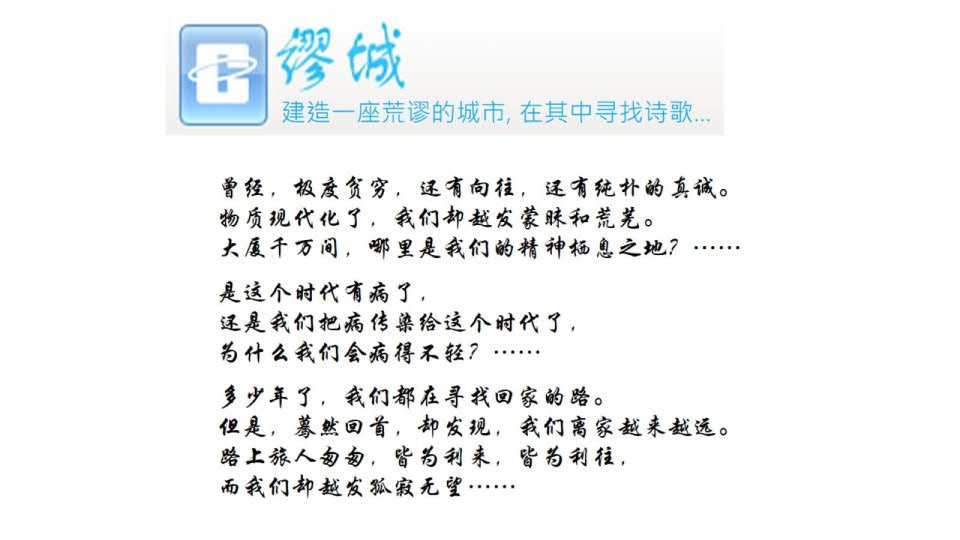 缪城
建造一座荒谬的城市, 在其中寻找诗歌...
曾经，极度贫穷，还有向往，还有纯朴的真诚。
物质现代化了，我们却越发蒙昧和荒芜。
大厦千万间，哪里是我们的精神栖息之地？……
是这个时代有病了，
还是我们把病传染给这个时代了，
为什么我们会病得不轻？……
多少年了，我们都在寻找回家的路。
但是，蓦然回首，却发现，我们离家越来越远。
路上旅人匆匆，皆为利来，皆为利往，
而我们却越发孤寂无望……